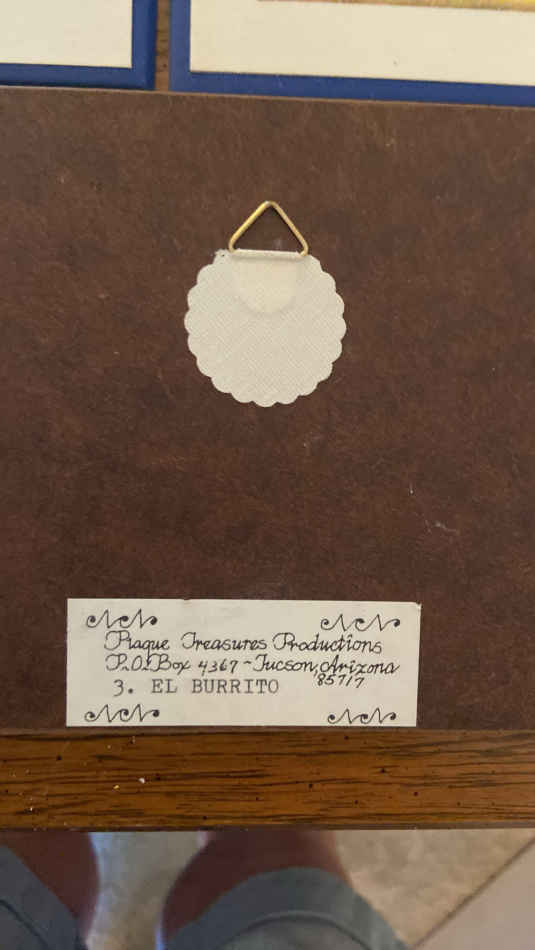 Plaque Treasures Productions
P.O. Box 4367 ~ Tucson, Arizona
85717
3. EL BURRITO